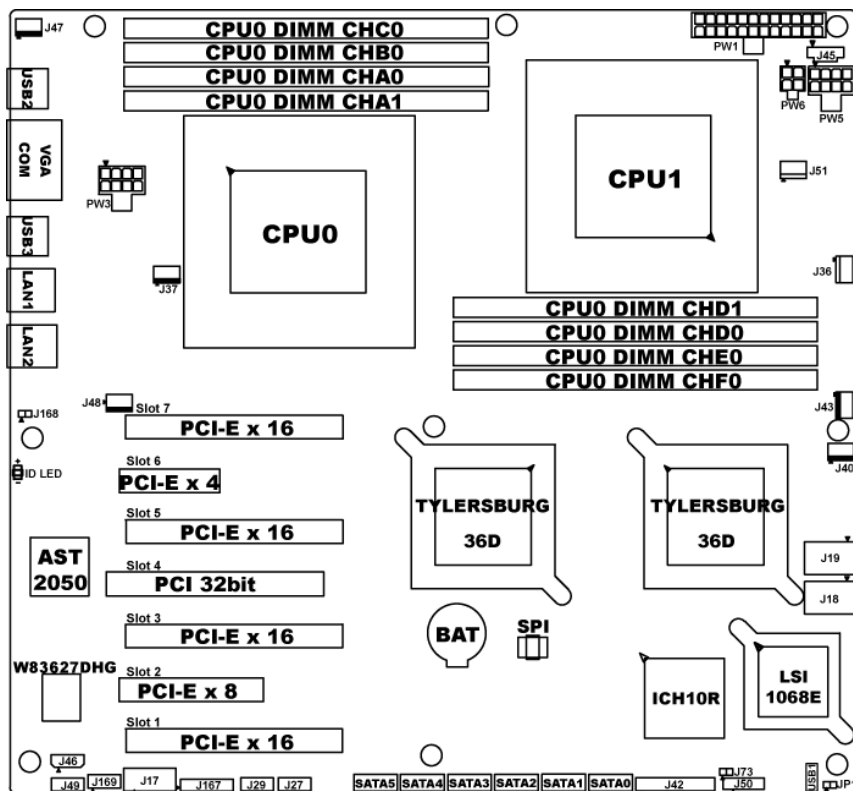 J47
CPU0 DIMM CHC0
CPU0 DIMM CHB0
CPU0 DIMM CHA0
CPU0 DIMM CHA1
PW1
J45
PW6
PW5
USB2
VGA
COM
USB3
LAN1
LAN2
PW3
J37
CPU0
CPU1
J51
J36
CPU0 DIMM CHD1
CPU0 DIMM CHD0
CPU0 DIMM CHE0
CPU0 DIMM CHF0
J48
J168
ID LED
+
-
J43
J40
Slot 7
PCI-E x 16
Slot 6
PCI-E x 4
Slot 5
PCI-E x 16
Slot 4
PCI 32bit
Slot 3
PCI-E x 16
Slot 2
PCI-E x 8
Slot 1
PCI-E x 16
TYLERSBURG
36D
TYLERSBURG
36D
AST
2050
J19
J18
BAT
SPI
W83627DHG
ICH10R
LSI
1068E
J46
J49
J169
J17
J167
J29
J27
SATA5
SATA4
SATA3
SATA2
SATA1
SATA0
J42
J73
J50
USB1